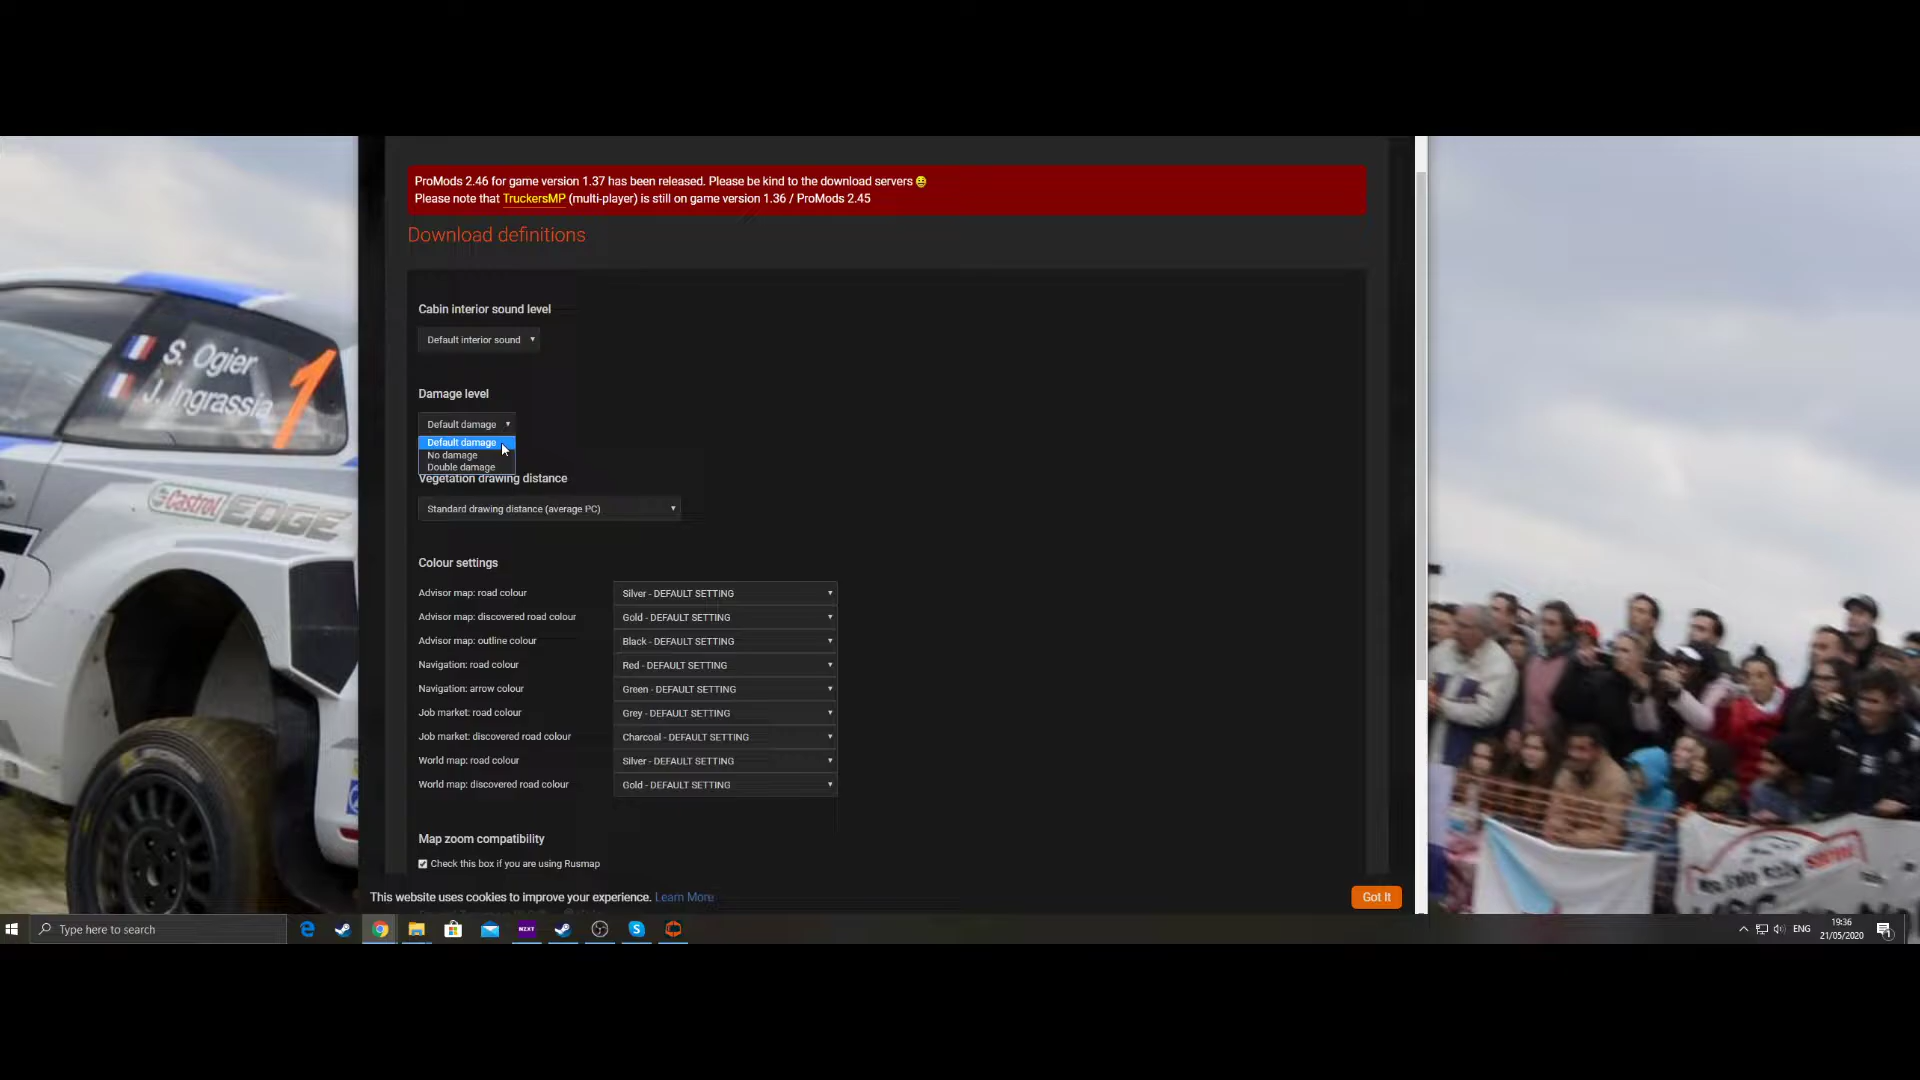 ProMods 2.46 for game version 1.37 has been released. Please be kind to the download servers
Please note that TruckersMP (multi-player) is still on game version 1.36 / ProMods 2.45
Download definitions
Cabin interior sound level
Default interior sound
Damage level
Default damage
Default damage
No damage
Double damage
Vegetation drawing distance
Standard drawing distance (average PC)
Colour settings
Advisor map: road colour Silver - DEFAULT SETTING
Advisor map: discovered road colour Gold - DEFAULT SETTING
Advisor map: outline colour Black - DEFAULT SETTING
Navigation: road colour Red - DEFAULT SETTING
Navigation: arrow colour Green - DEFAULT SETTING
Job market: road colour Grey - DEFAULT SETTING
Job market: discovered road colour Charcoal - DEFAULT SETTING
World map: road colour Silver - DEFAULT SETTING
World map: discovered road colour Gold - DEFAULT SETTING
Map zoom compatibility
Check this box if you are using Rusmap
This website uses cookies to improve your experience. Learn More
Got It
S. Ogier
J. Ingrassia
1
Castrol EDGE
Type here to search
NZXT
ENG
19:36
21/05/2020